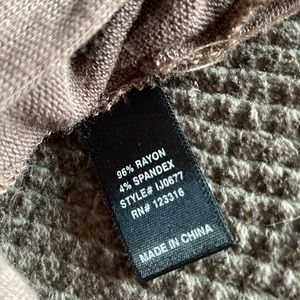 96% RAYON
4% SPANDEX
STYLE# IJ0677
RN# 123316
MADE IN CHINA